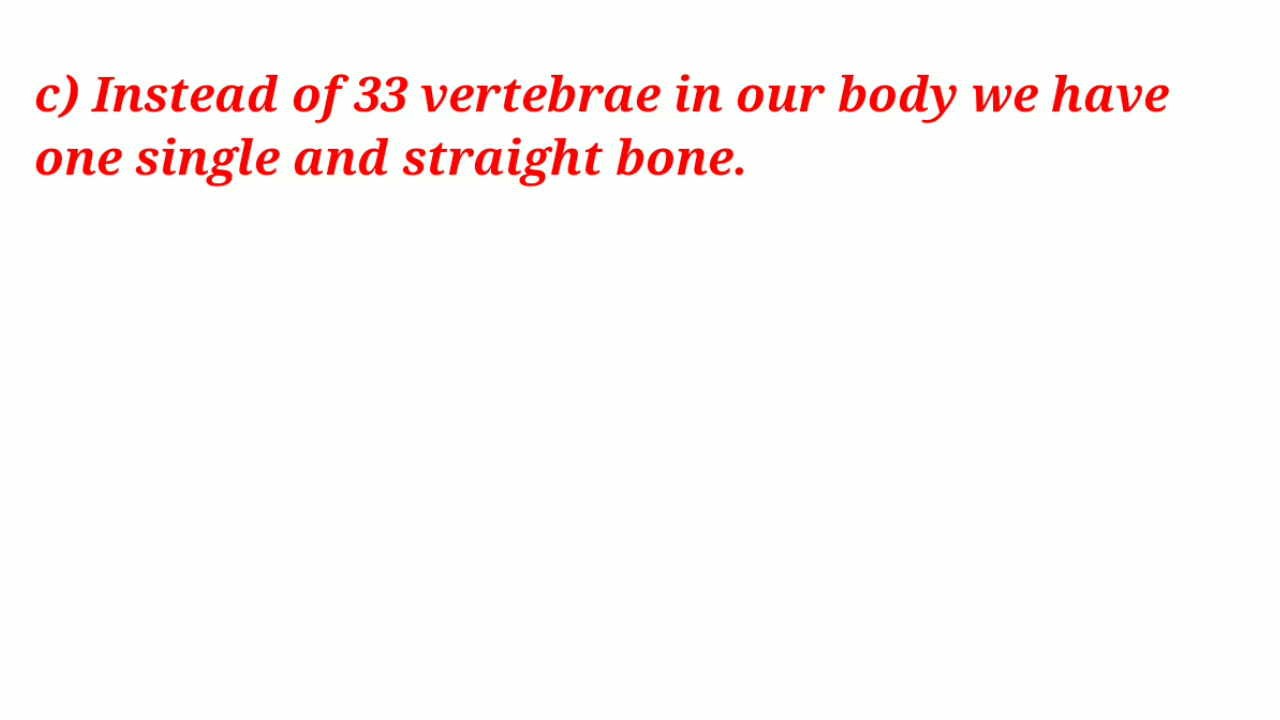 c) Instead of 33 vertebrae in our body we have
one single and straight bone.